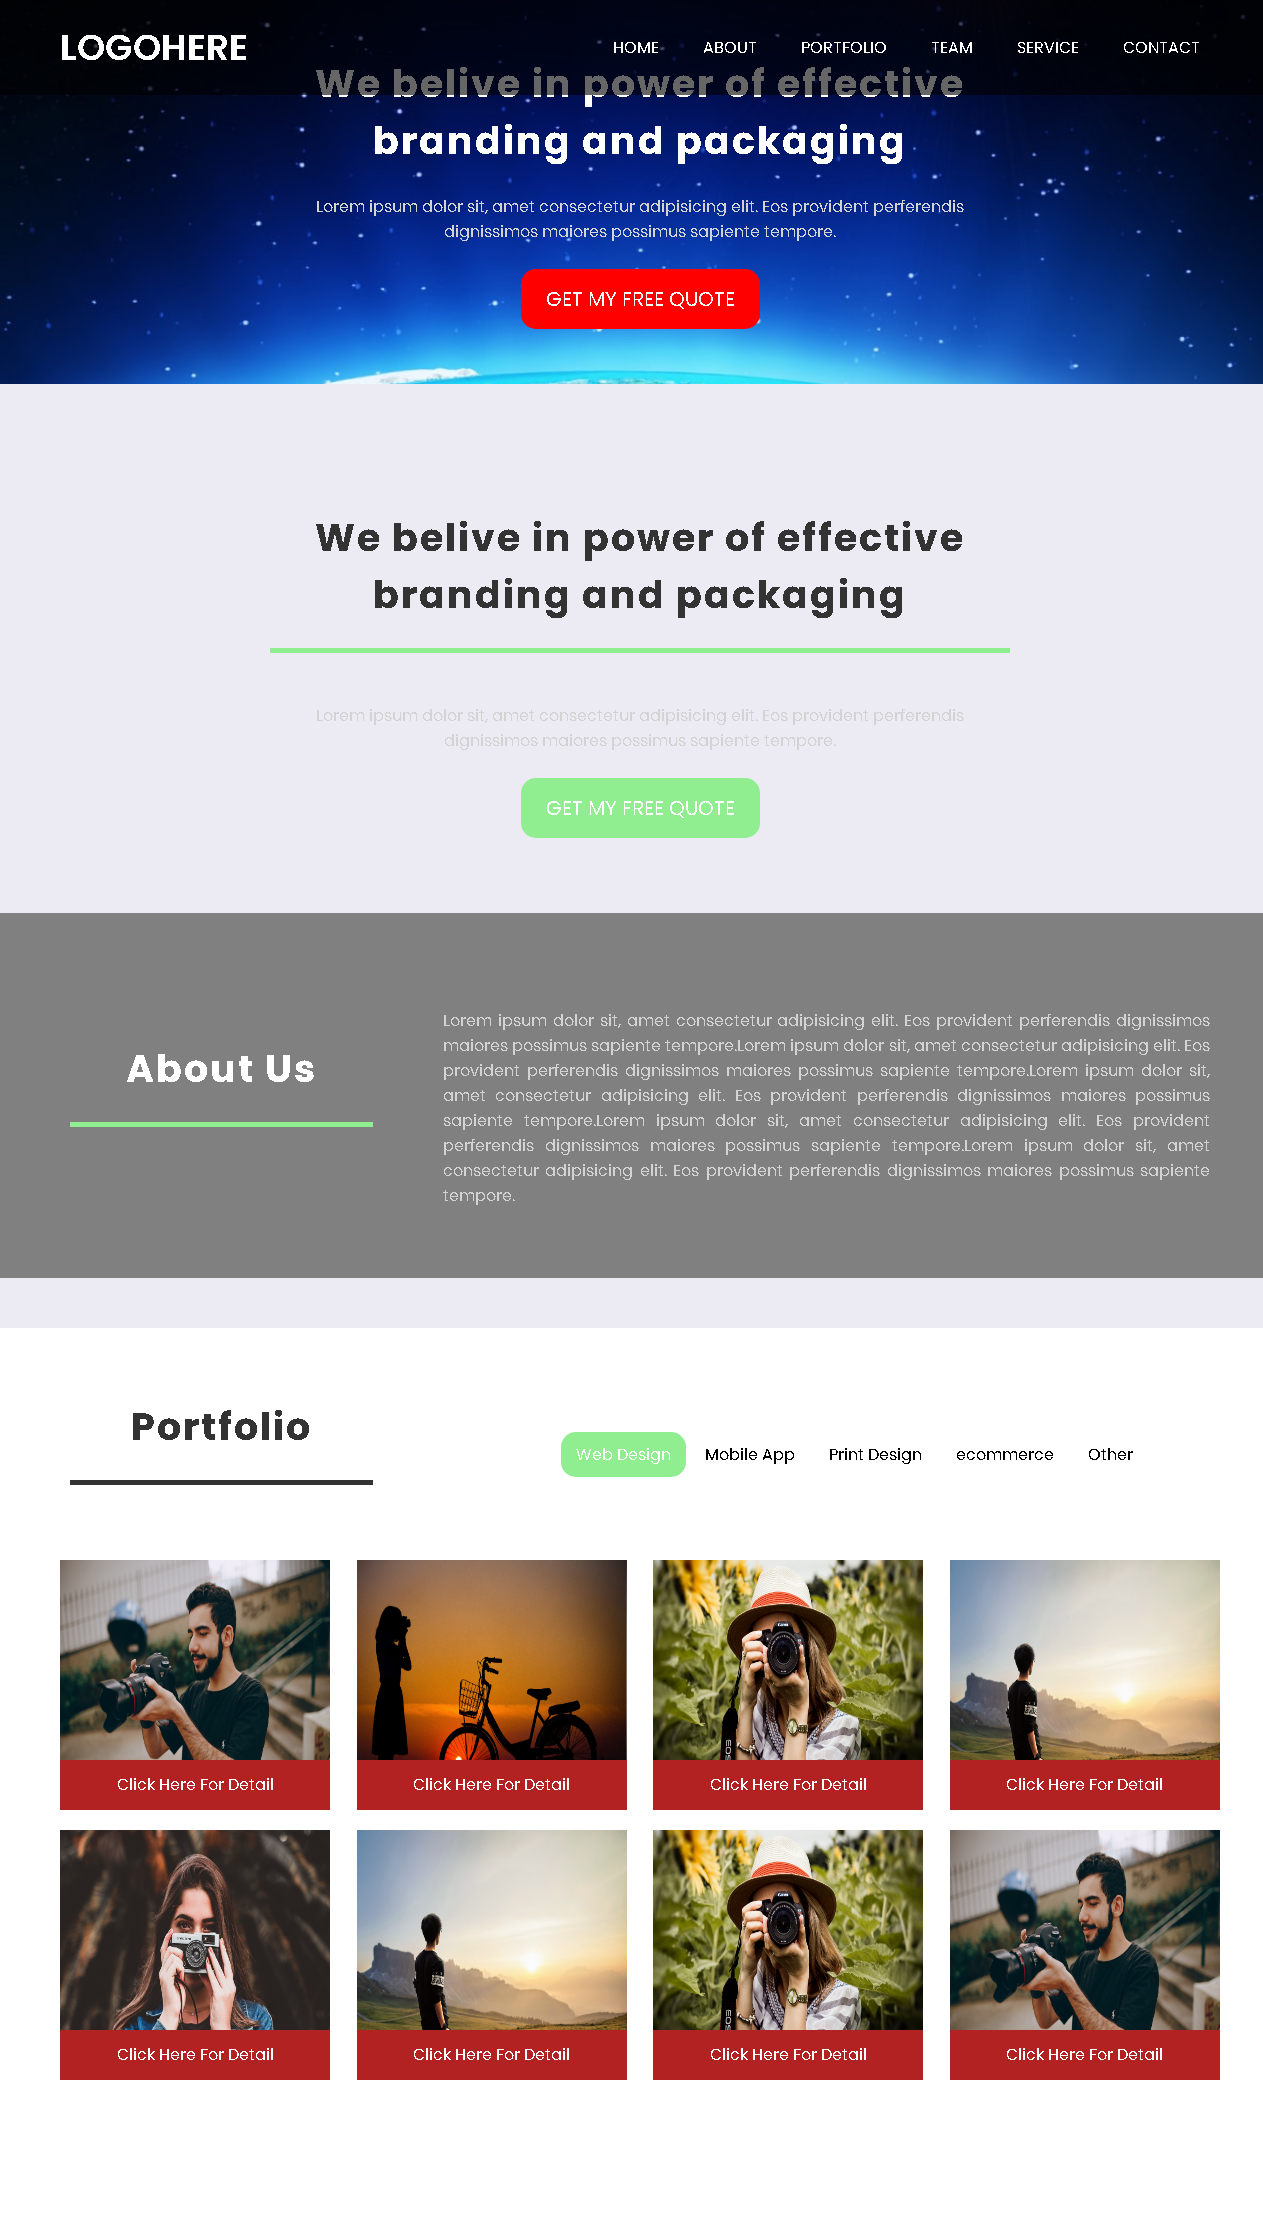 LOGOHERE
HOME ABOUT PORTFOLIO TEAM SERVICE CONTACT
We belive in power of effective
branding and packaging
Lorem ipsum dolor sit, amet consectetur adipisicing elit. Eos provident perferendis
dignissimos maiores possimus sapiente tempore.
GET MY FREE QUOTE
We belive in power of effective
branding and packaging
Lorem ipsum dolor sit, amet consectetur adipisicing elit. Eos provident perferendis
dignissimos maiores possimus sapiente tempore.
GET MY FREE QUOTE
About Us
Lorem ipsum dolor sit, amet consectetur adipisicing elit. Eos provident perferendis dignissimos
maiores possimus sapiente tempore.Lorem ipsum dolor sit, amet consectetur adipisicing elit. Eos
provident perferendis dignissimos maiores possimus sapiente tempore.Lorem ipsum dolor sit,
amet consectetur adipisicing elit. Eos provident perferendis dignissimos maiores possimus
sapiente tempore.Lorem ipsum dolor sit, amet consectetur adipisicing elit. Eos provident
perferendis dignissimos maiores possimus sapiente tempore.Lorem ipsum dolor sit, amet
consectetur adipisicing elit. Eos provident perferendis dignissimos maiores possimus sapiente
tempore.
Portfolio
Web Design Mobile App Print Design ecommerce Other
Click Here For Detail Click Here For Detail Click Here For Detail Click Here For Detail
Click Here For Detail Click Here For Detail Click Here For Detail Click Here For Detail